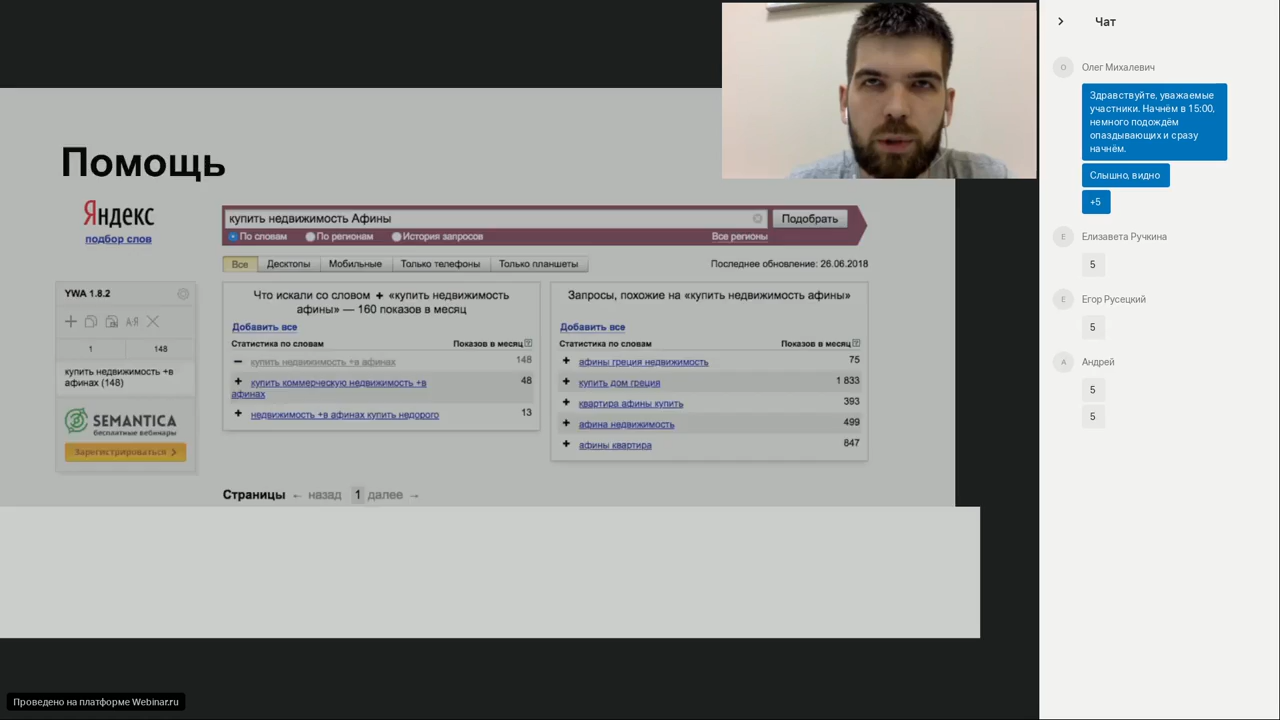 Помощь
Яндекс
подбор слов
купить недвижимость Афины
Подобрать
По словам По регионам История запросов Все регионы
Все Десктопы Мобильные Только телефоны Только планшеты
Последнее обновление: 26.06.2018
YWA 1.8.2
1 148
купить недвижимость +в
афинах (148)
SEMANTICA
бесплатные вебинары
Зарегистрироваться
Что искали со словом + «купить недвижимость
афины» — 160 показов в месяц
Добавить все
Статистика по словам Показов в месяц ?
− купить недвижимость +в афинах 148
+ купить коммерческую недвижимость +в 48
афинах
+ недвижимость +в афинах купить недорого 13
Запросы, похожие на «купить недвижимость афины»
Добавить все
Статистика по словам Показов в месяц ?
+ афины греция недвижимость 75
+ купить дом греция 1 833
+ квартира афины купить 393
+ афина недвижимость 499
+ афины квартира 847
Страницы ← назад 1 далее →
Проведено на платформе Webinar.ru
Чат
О Олег Михалевич
Здравствуйте, уважаемые
участники. Начнём в 15:00,
немного подождём
опаздывающих и сразу
начнём.
Слышно, видно
+5
Е Елизавета Ручкина
5
Е Егор Русецкий
5
А Андрей
5
5